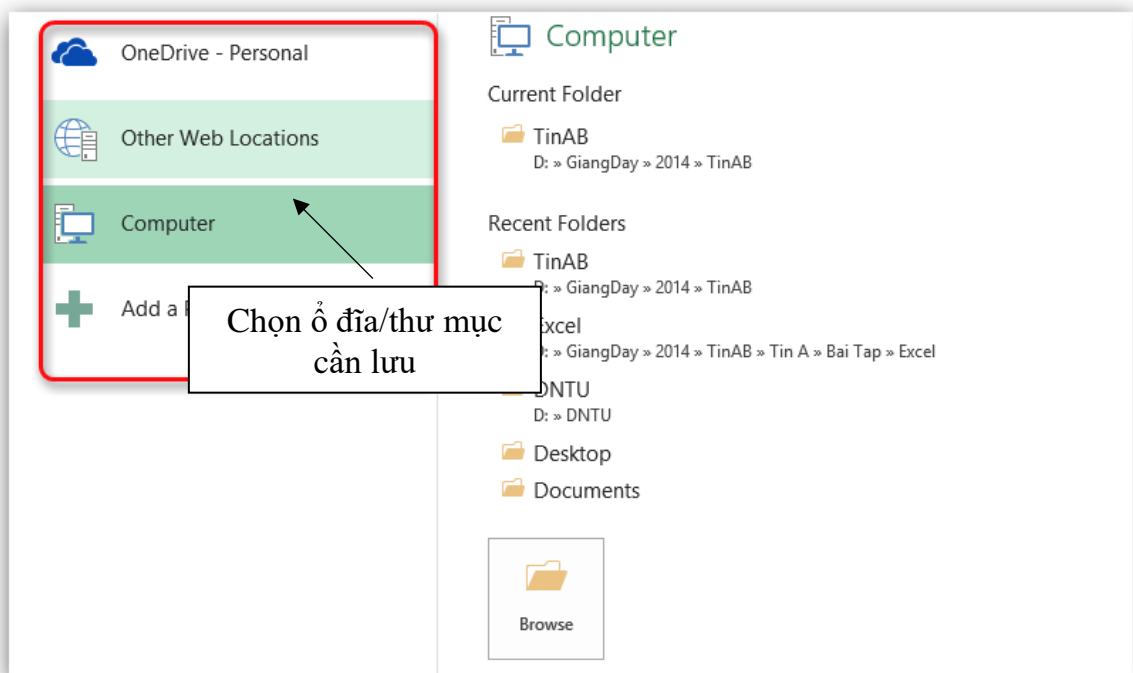 OneDrive - Personal
Other Web Locations
Computer
Add a
Chọn ổ đĩa/thư mục
cần lưu
Computer
Current Folder
TinAB
D: » GiangDay » 2014 » TinAB
Recent Folders
TinAB
: » GiangDay » 2014 » TinAB
Excel
: » GiangDay » 2014 » TinAB » Tin A » Bai Tap » Excel
DNTU
D: » DNTU
Desktop
Documents
Browse